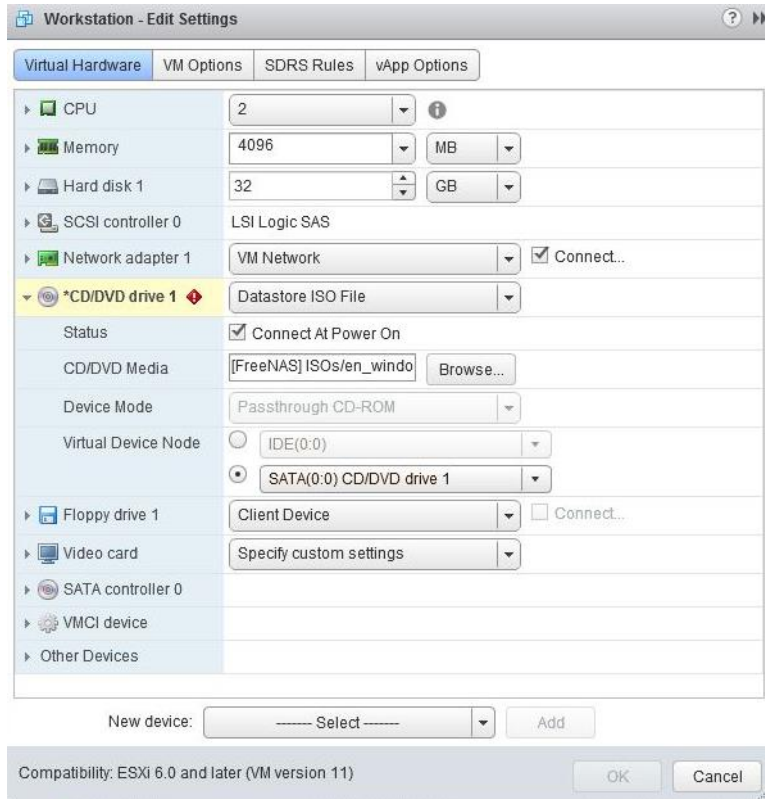 Workstation - Edit Settings ?
Virtual Hardware VM Options SDRS Rules vApp Options
CPU 2
Memory 4096 MB
Hard disk 1 32 GB
SCSI controller 0 LSI Logic SAS
Network adapter 1 VM Network Connect...
*CD/DVD drive 1 Datastore ISO File
Status Connect At Power On
CD/DVD Media [FreeNAS] ISOs/en_windo Browse...
Device Mode Passthrough CD-ROM
Virtual Device Node IDE(0:0)
SATA(0:0) CD/DVD drive 1
Floppy drive 1 Client Device Connect...
Video card Specify custom settings
SATA controller 0
VMCI device
Other Devices
New device: ------- Select ------- Add
Compatibility: ESXi 6.0 and later (VM version 11) OK Cancel